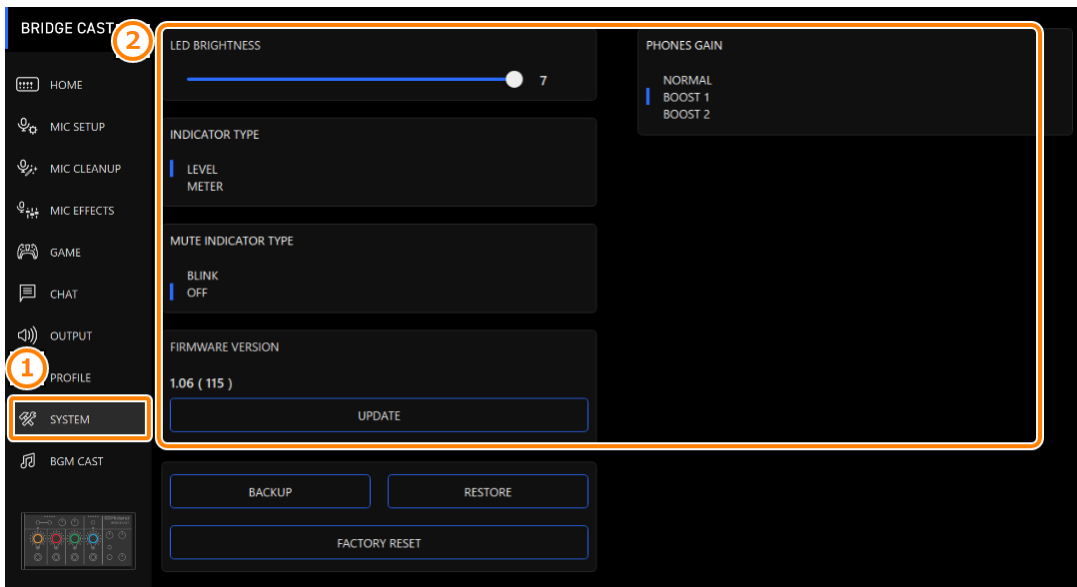 BRIDGE CAST
HOME
MIC SETUP
MIC CLEANUP
MIC EFFECTS
GAME
CHAT
OUTPUT
1
PROFILE
SYSTEM
BGM CAST
2
LED BRIGHTNESS
7
INDICATOR TYPE
LEVEL
METER
MUTE INDICATOR TYPE
BLINK
OFF
FIRMWARE VERSION
1.06 ( 115 )
UPDATE
BACKUP
RESTORE
FACTORY RESET
PHONES GAIN
NORMAL
BOOST 1
BOOST 2